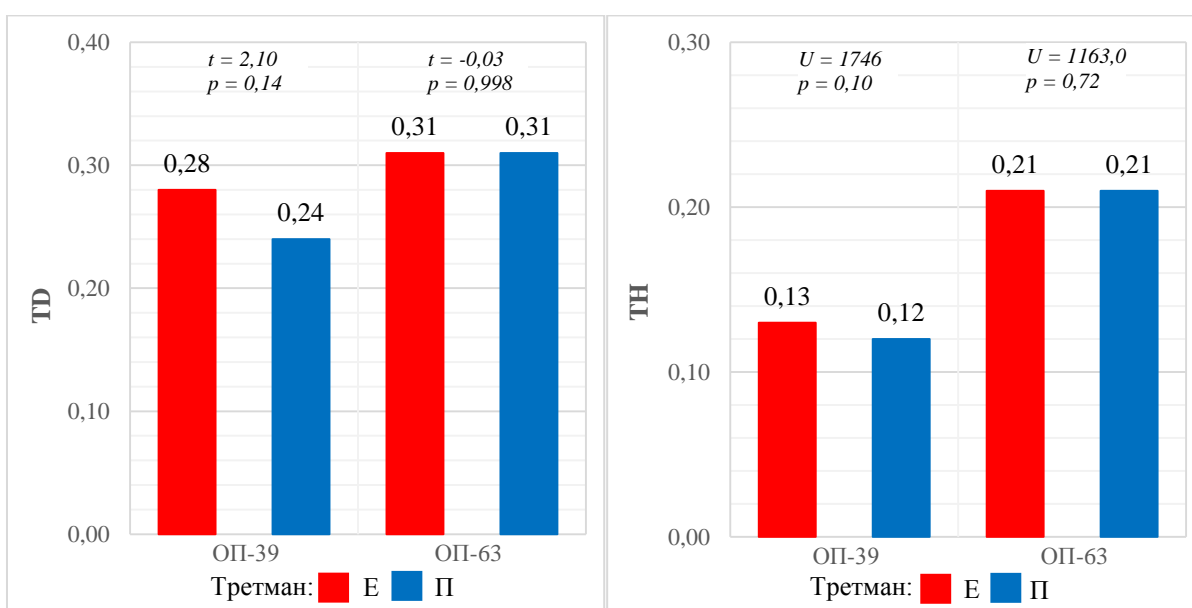 0,40
t = 2,10
p = 0,14
t = -0,03
p = 0,998
0,31
0,31
0,30
0,28
0,24
0,20
TD
0,10
0,00
ОП-39
ОП-63
Третман: Е П
0,30
U = 1746
p = 0,10
U = 1163,0
p = 0,72
0,21
0,21
0,20
0,13
0,12
TH
0,10
0,00
ОП-39
ОП-63
Третман: Е П